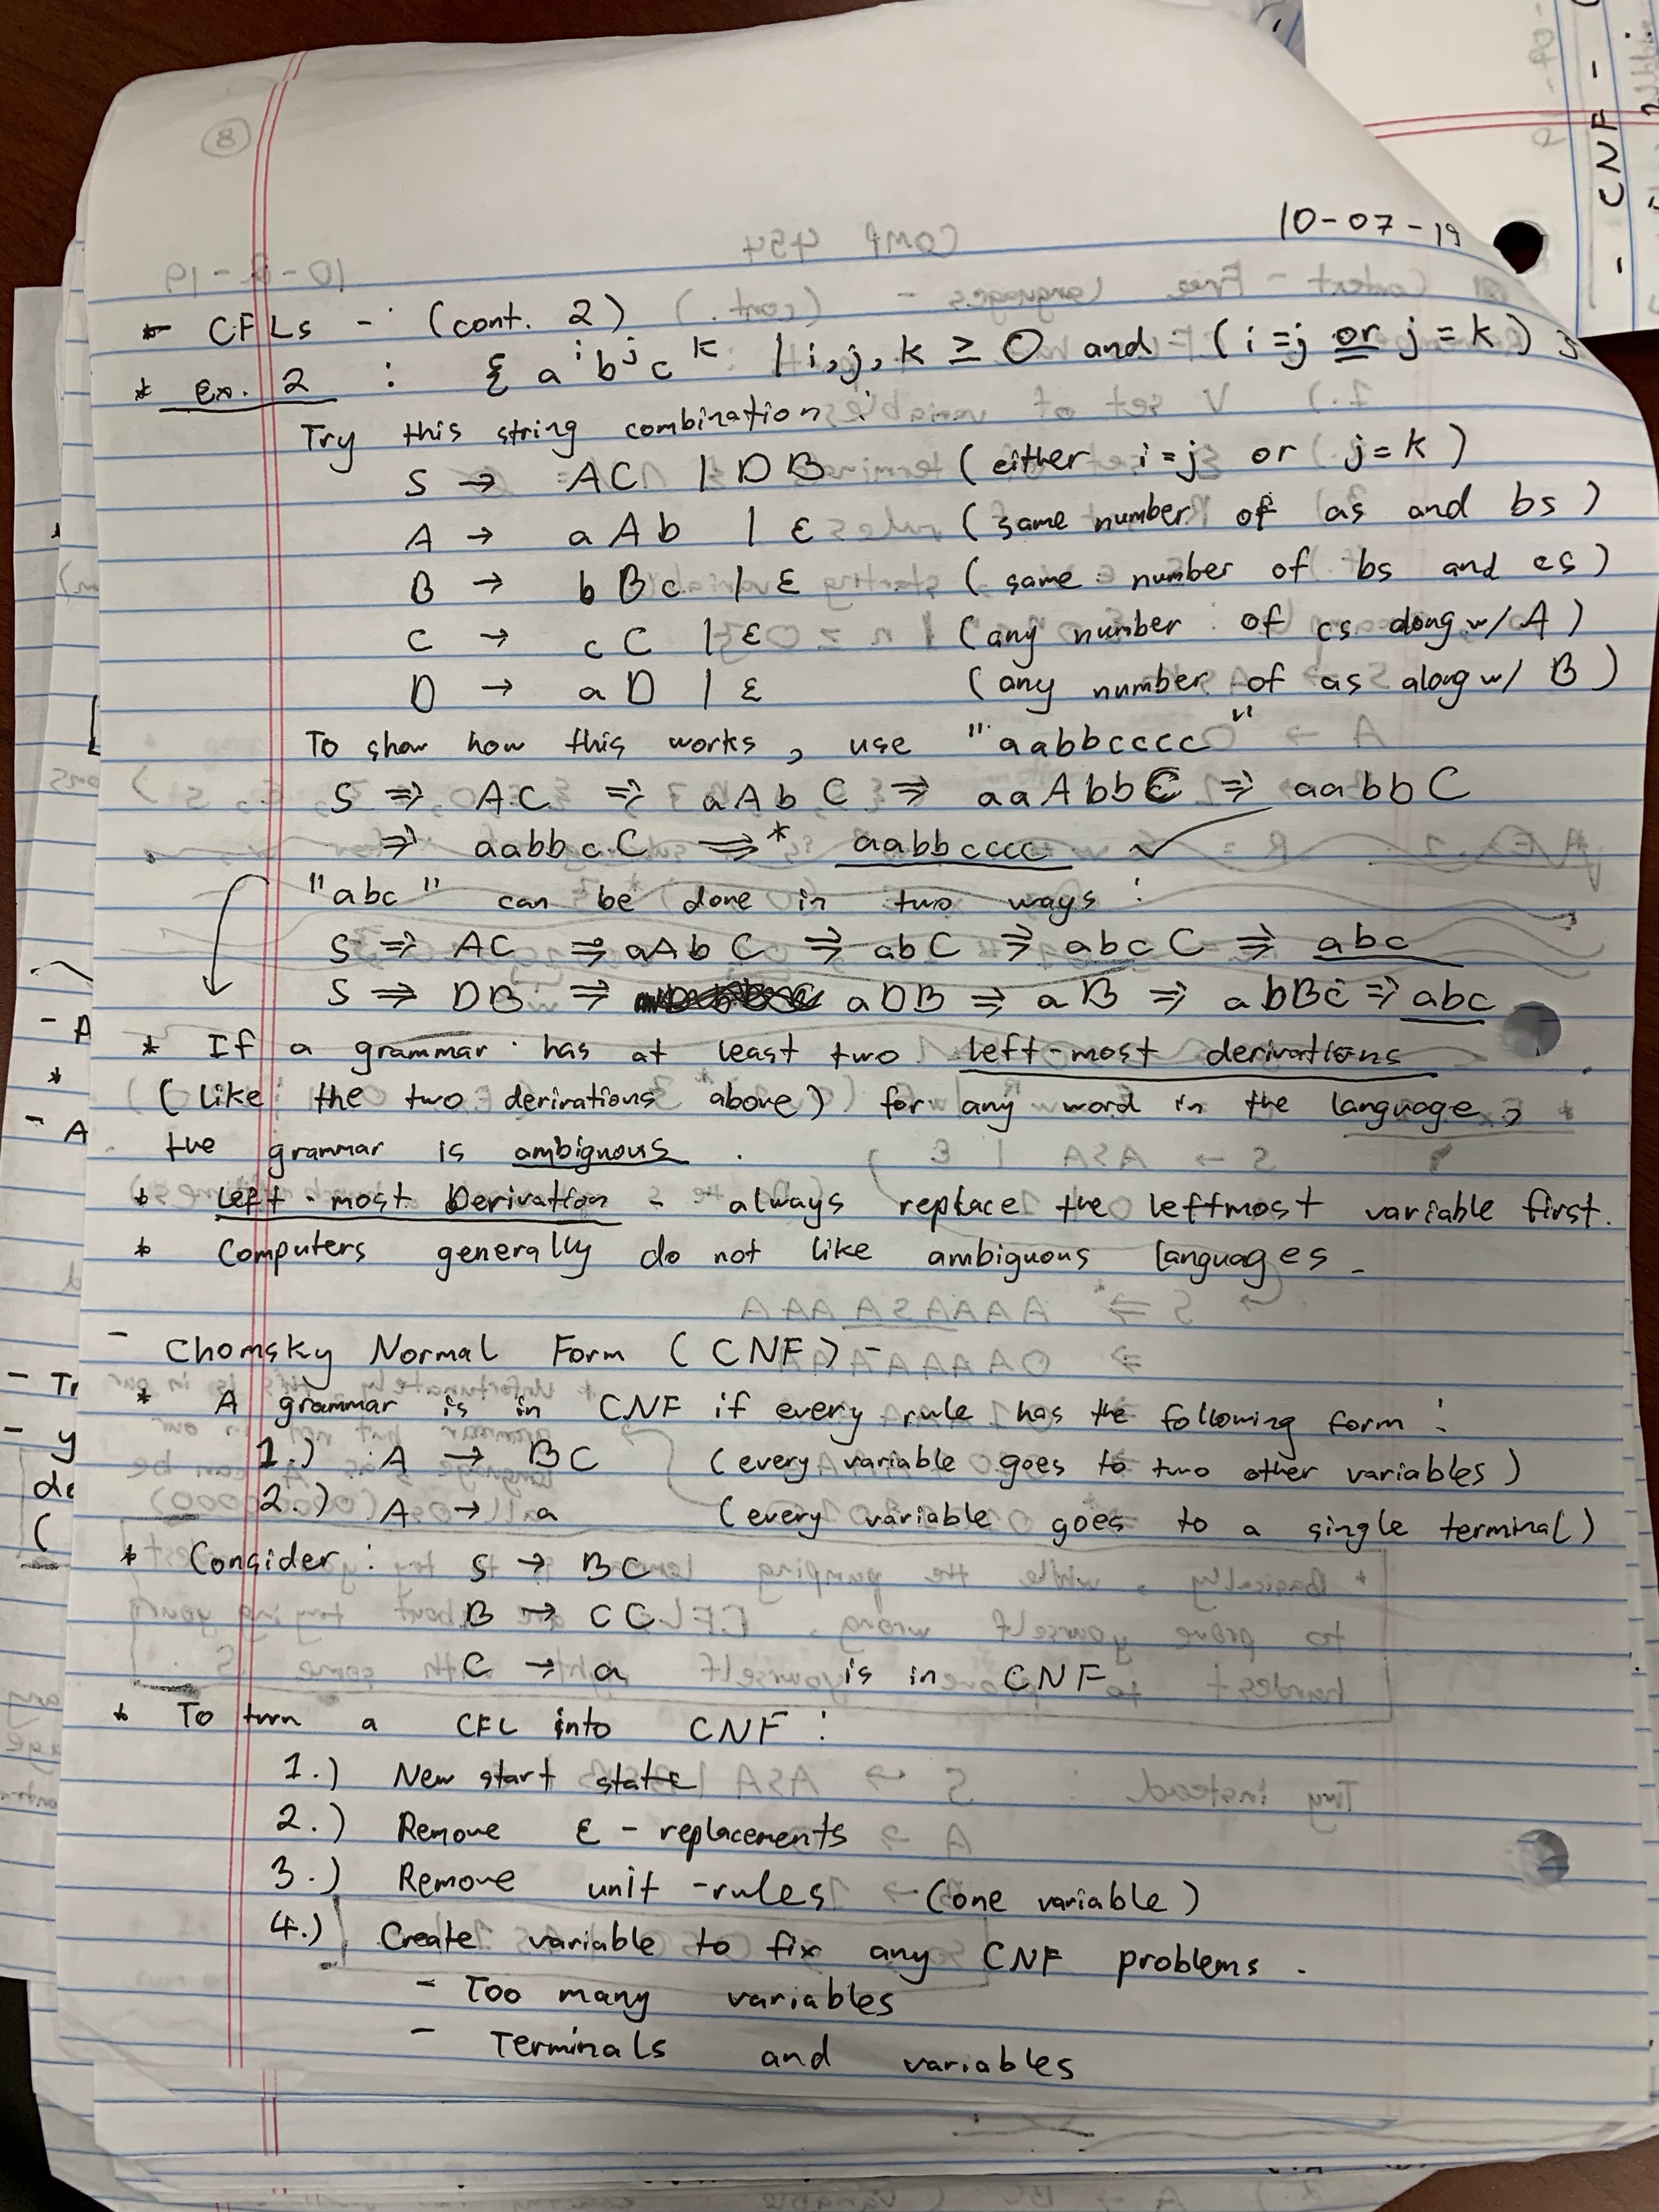 10-07-19
- CFLs - (cont. 2)
* Ex. 2 : { a^i b^j c^k | i, j, k ≥ 0 and (i = j or j = k) }
Try this string combination:
S → AC | DB (either i = j or j = k)
A → aAb | ε (same number of as and bs)
B → bBc | ε (same number of bs and cs)
C → cC | ε (any number of cs along w/ A)
D → aD | ε (any number of as along w/ B)
To show how this works, use "aabbcccc"
S ⇒ AC ⇒ aAbC ⇒ aaAbbC ⇒ aabbC
⇒ aabbcC ⇒* aabbcccc ✓
"abc" can be done in two ways:
S ⇒ AC ⇒ aAbC ⇒ abC ⇒ abcC ⇒ abc
S ⇒ DB ⇒ aDB ⇒ aB ⇒ abBc ⇒ abc
* If a grammar has at least two left-most derivations
(like the two derivations above) for any word in the language,
the grammar is ambiguous.
* Left-most Derivation - always replace the leftmost variable first.
* Computers generally do not like ambiguous languages.
- Chomsky Normal Form (CNF) -
* A grammar is in CNF if every rule has the following form:
1.) A → BC (every variable goes to two other variables)
2.) A → a (every variable goes to a single terminal)
* Consider: S → BC
B → CC
C → a is in CNF
* To turn a CFL into CNF:
1.) New start state
2.) Remove ε-replacements
3.) Remove unit-rules (one variable)
4.) Create variable to fix any CNF problems.
- Too many variables
- Terminals and variables
- CNF -